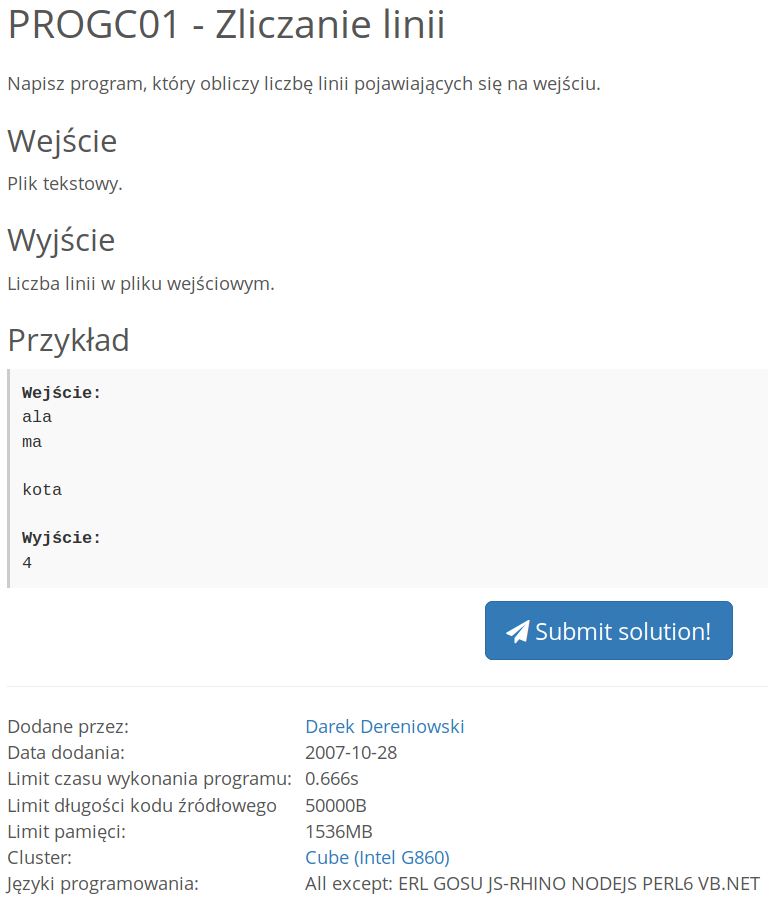 PROGC01 - Zliczanie linii
Napisz program, który obliczy liczbę linii pojawiających się na wejściu.
Wejście
Plik tekstowy.
Wyjście
Liczba linii w pliku wejściowym.
Przykład
Wejście:
ala
ma
kota
Wyjście:
4
Submit solution!
Dodane przez: Darek Dereniowski
Data dodania: 2007-10-28
Limit czasu wykonania programu: 0.666s
Limit długości kodu źródłowego 50000B
Limit pamięci: 1536MB
Cluster: Cube (Intel G860)
Języki programowania: All except: ERL GOSU JS-RHINO NODEJS PERL6 VB.NET